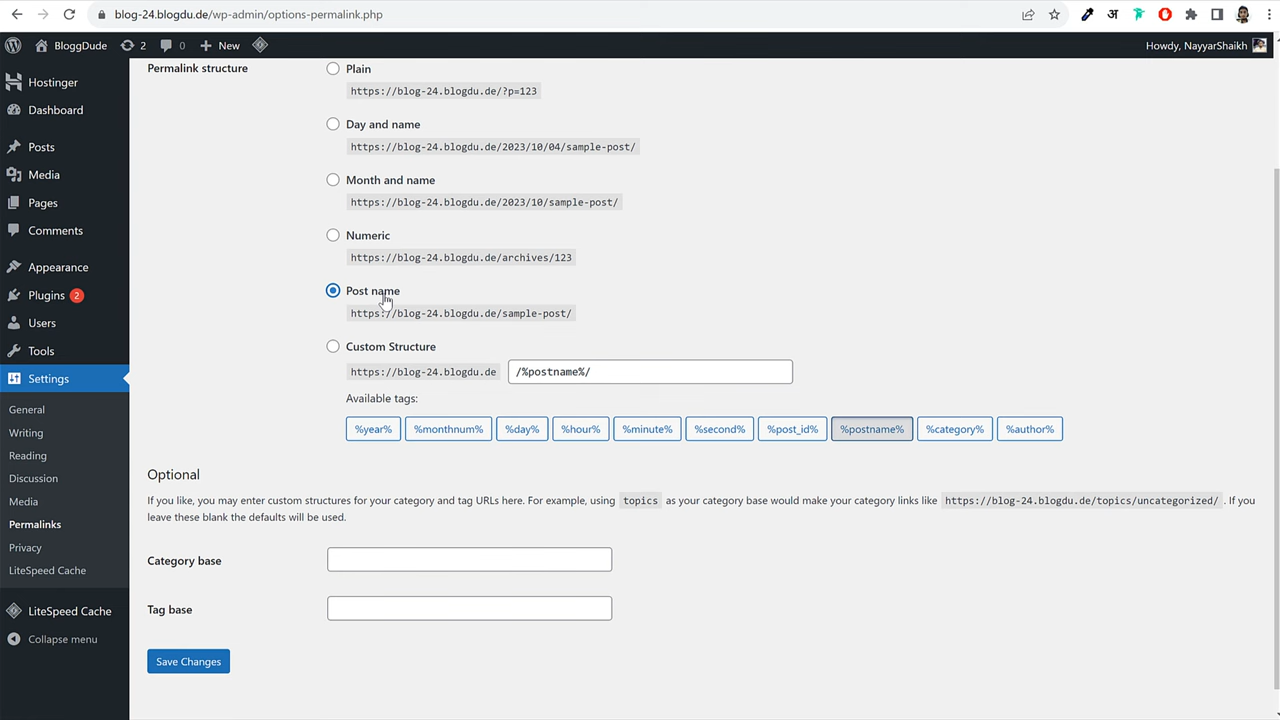 blog-24.blogdu.de/wp-admin/options-permalink.php
अ
BloggDude 2 0 New
Howdy, NayyarShaikh
Hostinger
Dashboard
Posts
Media
Pages
Comments
Appearance
Plugins 2
Users
Tools
Settings
General
Writing
Reading
Discussion
Media
Permalinks
Privacy
LiteSpeed Cache
LiteSpeed Cache
Collapse menu
Permalink structure
Plain
https://blog-24.blogdu.de/?p=123
Day and name
https://blog-24.blogdu.de/2023/10/04/sample-post/
Month and name
https://blog-24.blogdu.de/2023/10/sample-post/
Numeric
https://blog-24.blogdu.de/archives/123
Post name
https://blog-24.blogdu.de/sample-post/
Custom Structure
https://blog-24.blogdu.de /%postname%/
Available tags:
%year% %monthnum% %day% %hour% %minute% %second% %post_id% %postname% %category% %author%
Optional
If you like, you may enter custom structures for your category and tag URLs here. For example, using topics as your category base would make your category links like https://blog-24.blogdu.de/topics/uncategorized/ . If you
leave these blank the defaults will be used.
Category base
Tag base
Save Changes